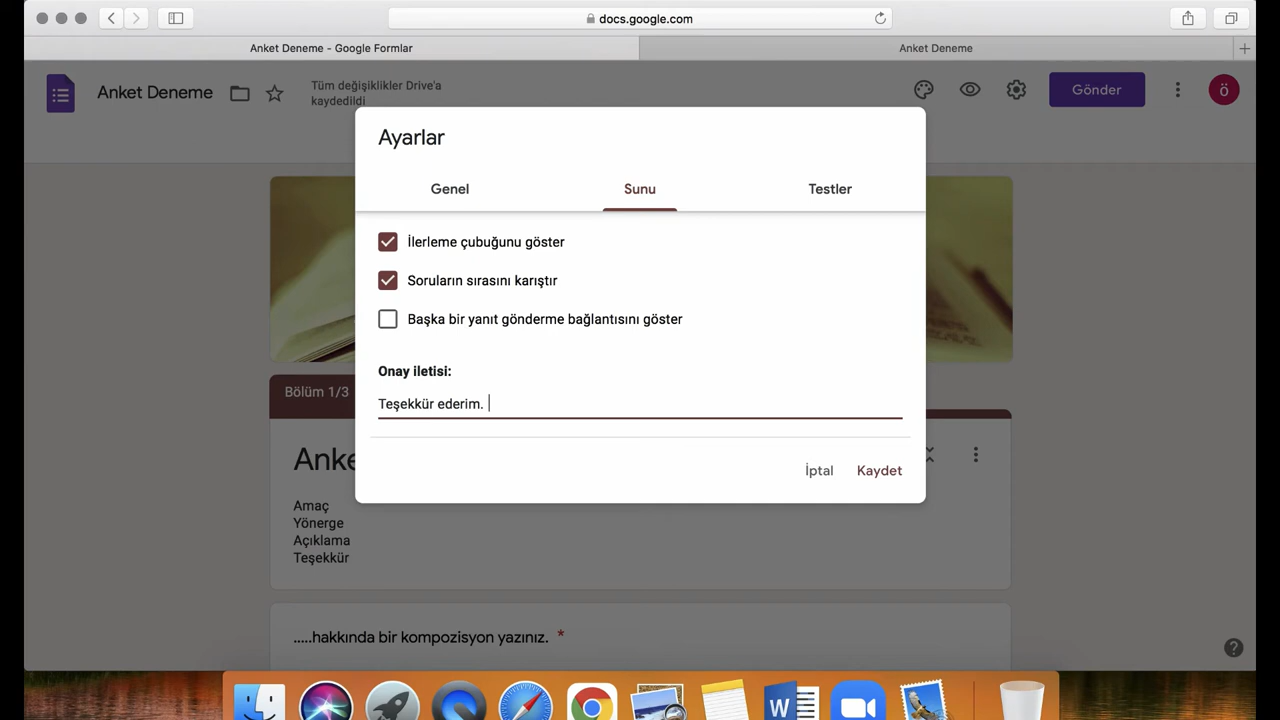 docs.google.com
Anket Deneme - Google Formlar
Anket Deneme
Anket Deneme
Tüm değişiklikler Drive'a
kaydedildi
Gönder
ö
Ayarlar
Genel
Sunu
Testler
İlerleme çubuğunu göster
Soruların sırasını karıştır
Başka bir yanıt gönderme bağlantısını göster
Onay iletisi:
Teşekkür ederim.
İptal
Kaydet
Bölüm 1/3
Anke
Amaç
Yönerge
Açıklama
Teşekkür
.....hakkında bir kompozisyon yazınız. *
W